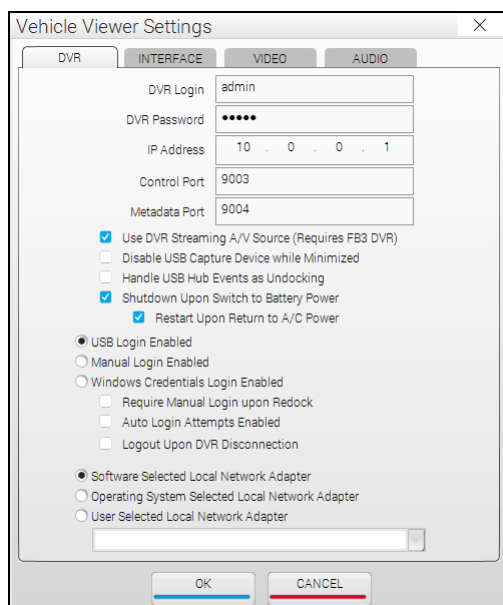 Vehicle Viewer Settings
DVR INTERFACE VIDEO AUDIO
DVR Login admin
DVR Password •••••
IP Address 10 . 0 . 0 . 1
Control Port 9003
Metadata Port 9004
Use DVR Streaming A/V Source (Requires FB3 DVR)
Disable USB Capture Device while Minimized
Handle USB Hub Events as Undocking
Shutdown Upon Switch to Battery Power
Restart Upon Return to A/C Power
USB Login Enabled
Manual Login Enabled
Windows Credentials Login Enabled
Require Manual Login upon Redock
Auto Login Attempts Enabled
Logout Upon DVR Disconnection
Software Selected Local Network Adapter
Operating System Selected Local Network Adapter
User Selected Local Network Adapter
OK CANCEL